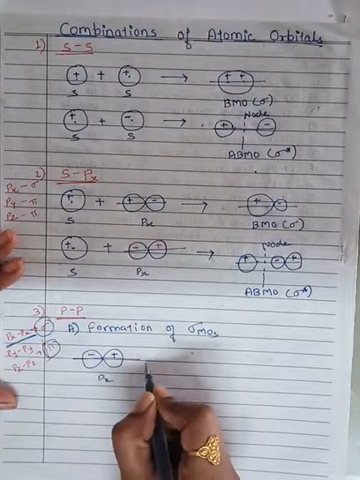 Combinations of Atomic Orbitals
1) S-S
+ + + →  + +
S S BMO (σ)
Node
+ + - → + -
S S ABMO (σ*)
2) S-Px
Px - σ
Py - π
Pz - π
+ + + - → + -
S Px BMO (σ)
Node
+ + - + → + - +
S Px ABMO (σ*)
3) P-P
A) Formation of σMOs
Px-Px → σ
Py-Py → π
Pz-Pz
- +
Px